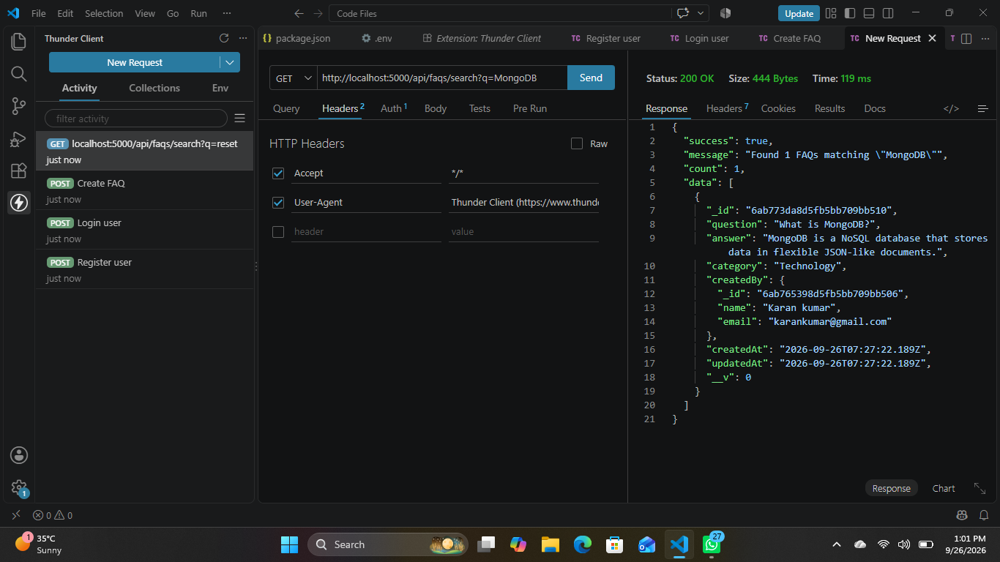 File Edit Selection View Go Run ··· Code Files Update
Thunder Client
New Request
Activity Collections Env
filter activity
GET localhost:5000/api/faqs/search?q=reset
just now
POST Create FAQ
just now
POST Login user
just now
POST Register user
just now
{} package.json .env Extension: Thunder Client TC Register user TC Login user TC Create FAQ TC New Request T
GET http://localhost:5000/api/faqs/search?q=MongoDB Send
Query Headers 2 Auth 1 Body Tests Pre Run
HTTP Headers Raw
Accept */*
User-Agent Thunder Client (https://www.thunde
header value
Status: 200 OK Size: 444 Bytes Time: 119 ms
Response Headers 7 Cookies Results Docs </>
1 {
2 "success": true,
3 "message": "Found 1 FAQs matching \"MongoDB\"",
4 "count": 1,
5 "data": [
6 {
7 "_id": "6ab773da8d5fb5bb709bb510",
8 "question": "What is MongoDB?",
9 "answer": "MongoDB is a NoSQL database that stores
data in flexible JSON-like documents.",
10 "category": "Technology",
11 "createdBy": {
12 "_id": "6ab765398d5fb5bb709bb506",
13 "name": "Karan kumar",
14 "email": "karankumar@gmail.com"
15 },
16 "createdAt": "2026-09-26T07:27:22.189Z",
17 "updatedAt": "2026-09-26T07:27:22.189Z",
18 "__v": 0
19 }
20 ]
21 }
Response Chart
1
0 0
1
35°C
Sunny
Search
27
1:01 PM
9/26/2026